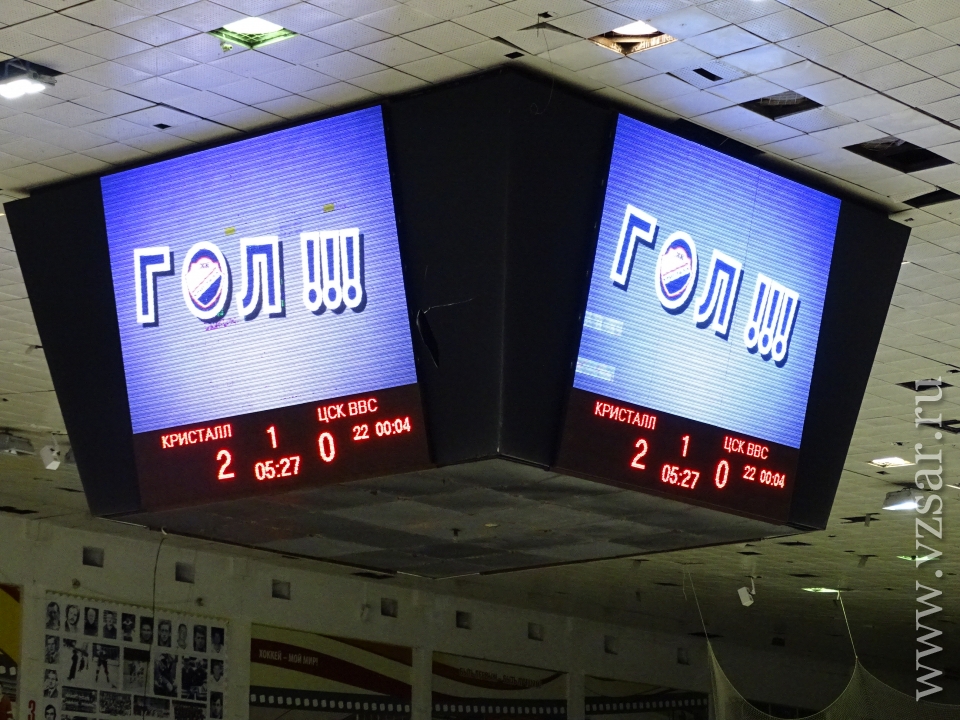 ГОЛ !!!
КРИСТАЛЛ 1 ЦСК ВВС
2 05:27 0 22 00:04
ГОЛ !!!
КРИСТАЛЛ 1 ЦСК ВВС
2 05:27 0 22 00:04
ХОККЕЙ – МОЙ МИР!
www.vzsar.ru